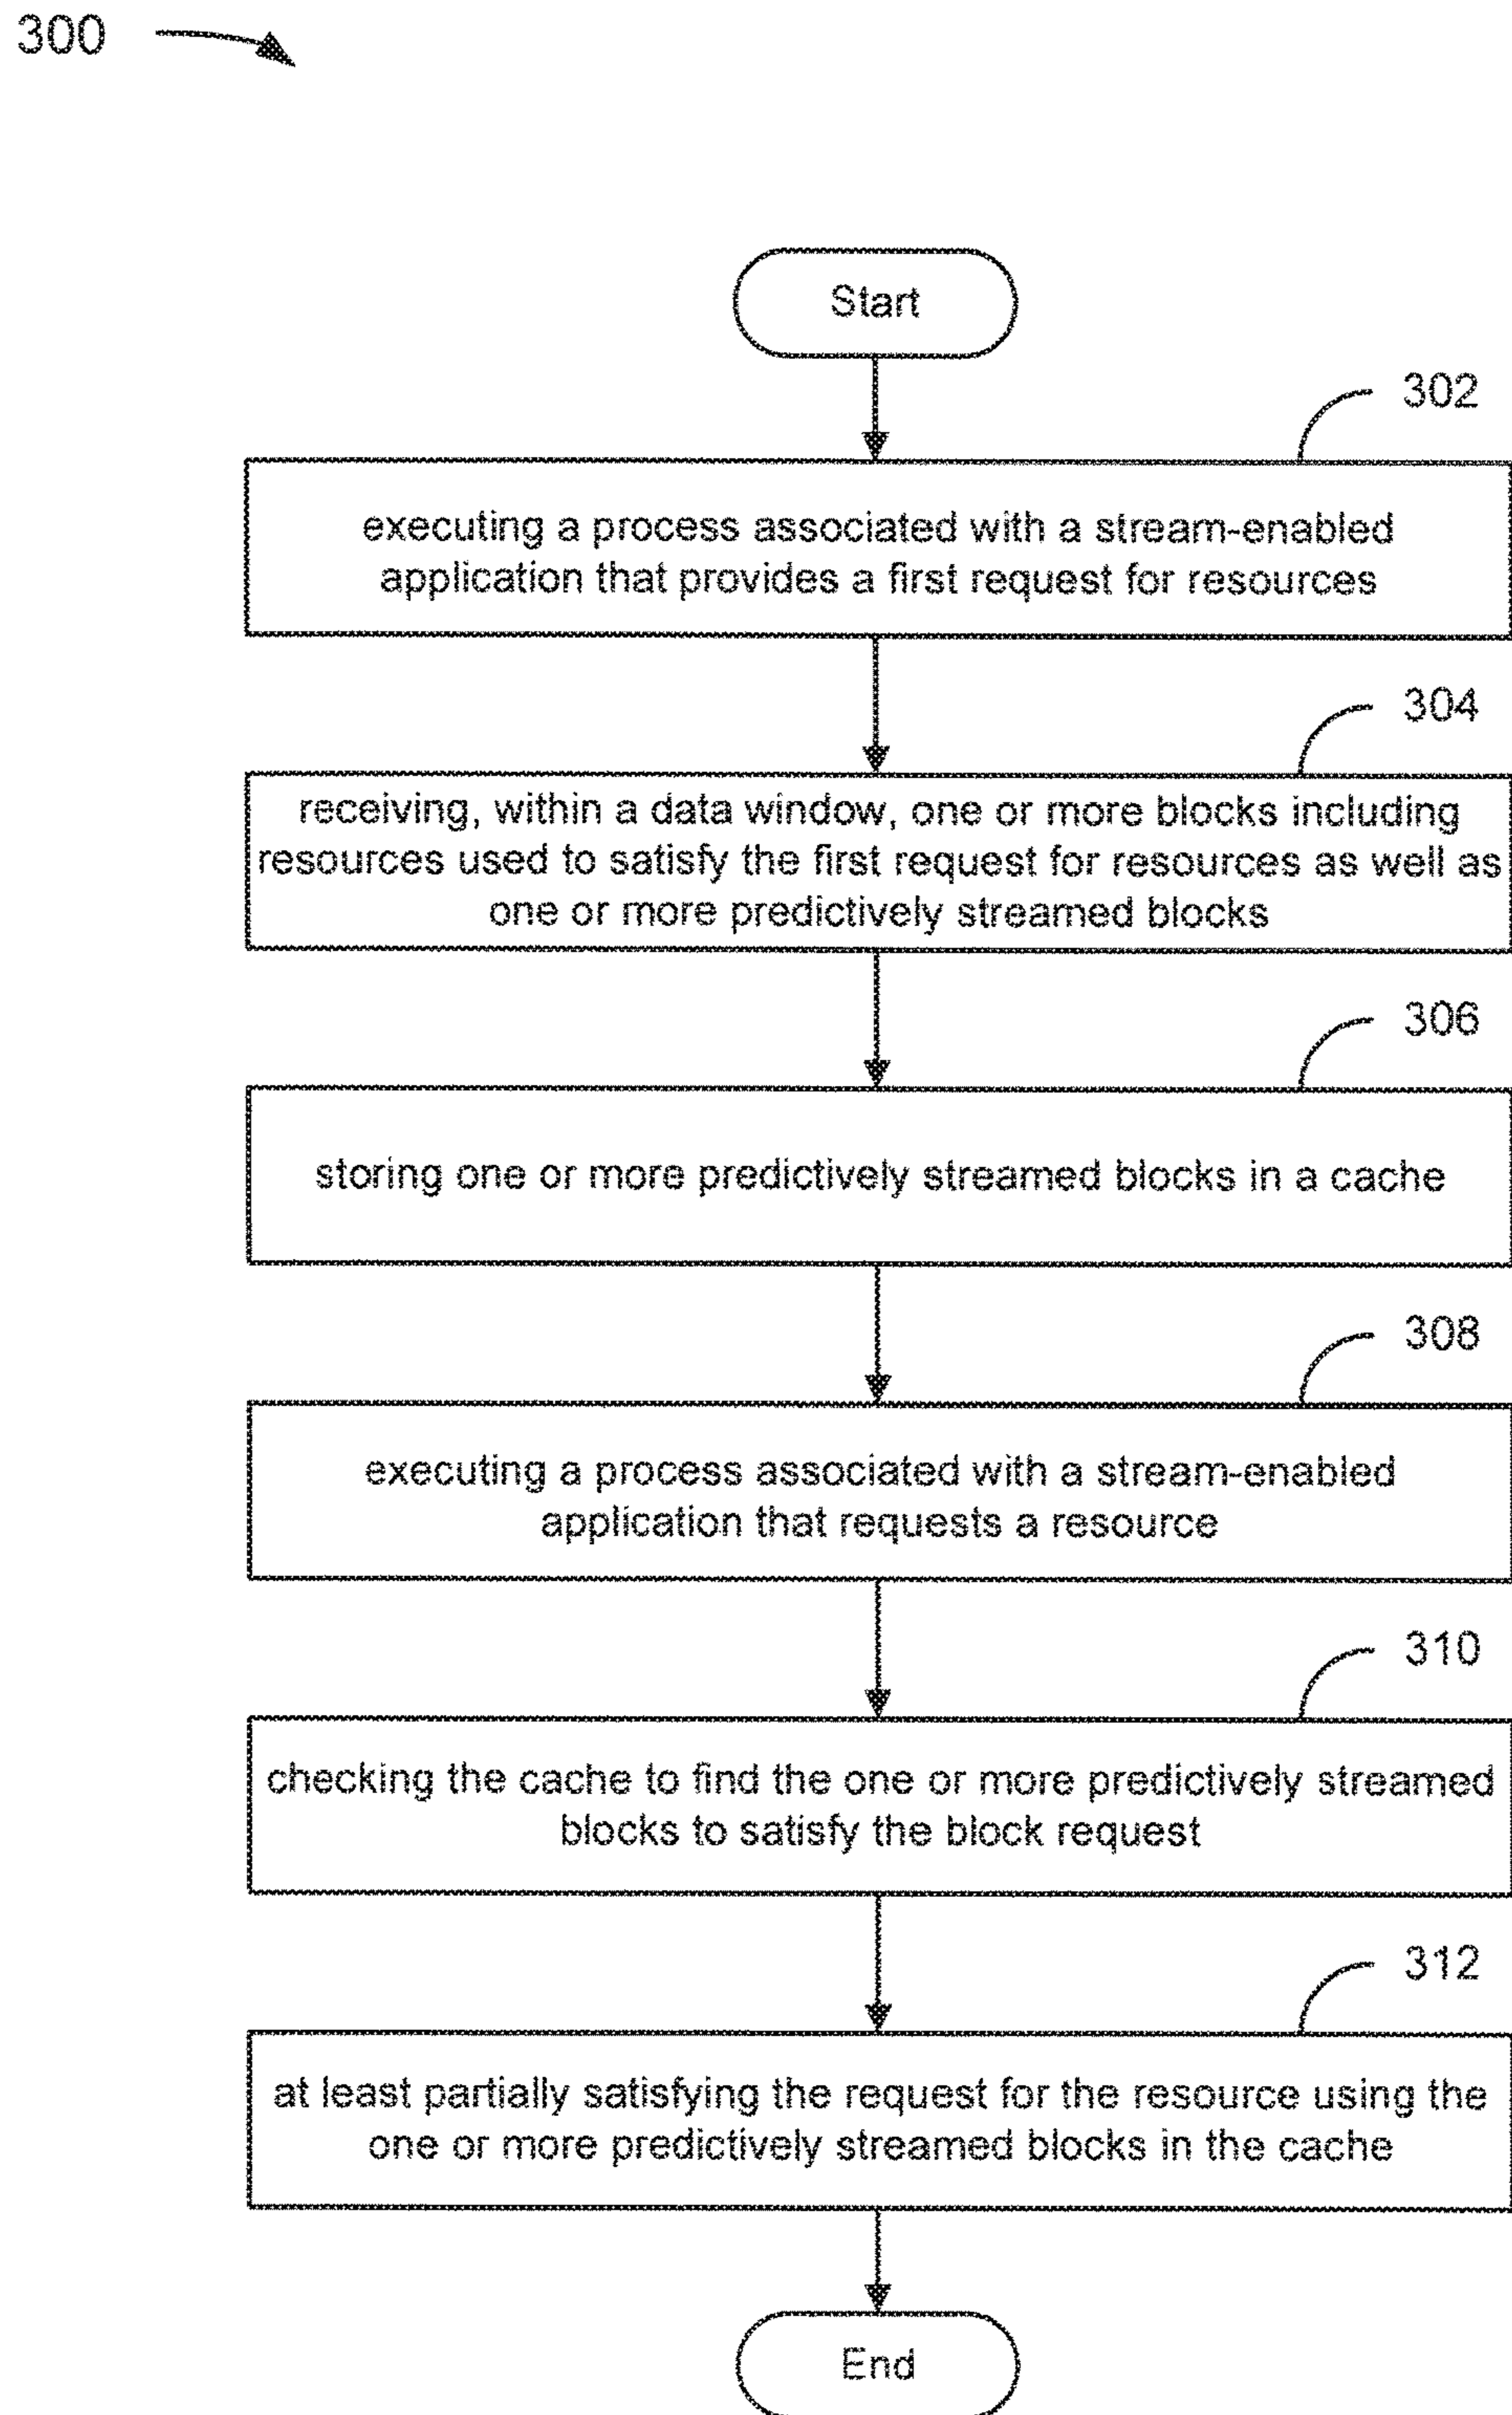 300
Start
302
executing a process associated with a stream-enabled
application that provides a first request for resources
304
receiving, within a data window, one or more blocks including
resources used to satisfy the first request for resources as well as
one or more predictively streamed blocks
306
storing one or more predictively streamed blocks in a cache
308
executing a process associated with a stream-enabled
application that requests a resource
310
checking the cache to find the one or more predictively streamed
blocks to satisfy the block request
312
at least partially satisfying the request for the resource using the
one or more predictively streamed blocks in the cache
End